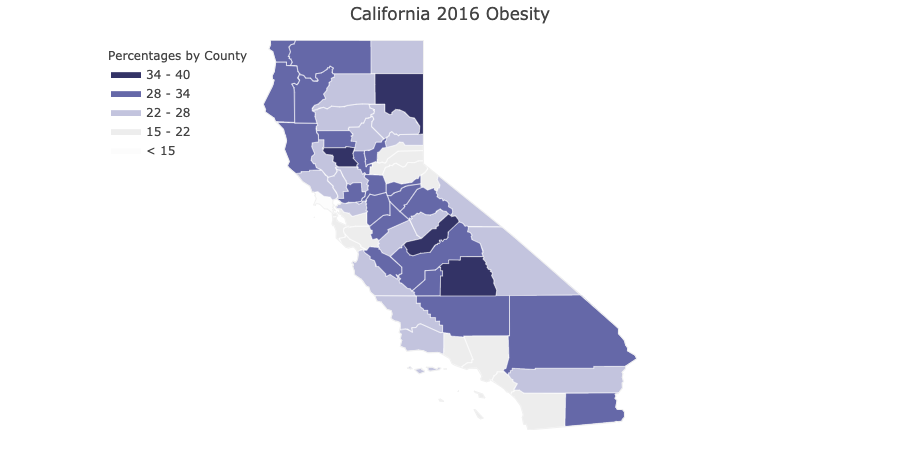 California 2016 Obesity
Percentages by County
34 - 40
28 - 34
22 - 28
15 - 22
< 15